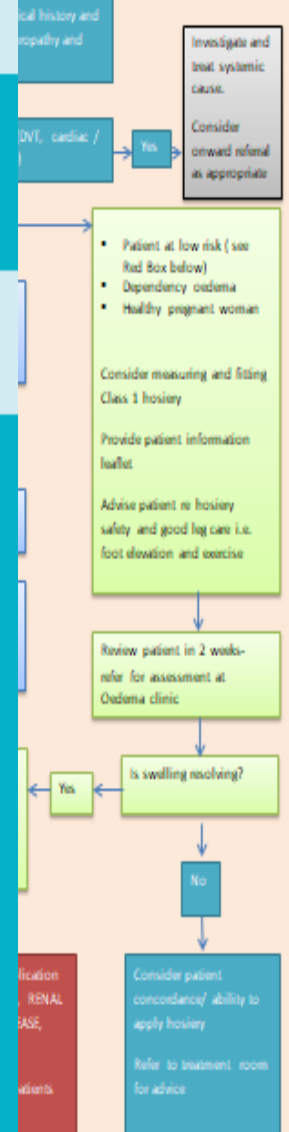 ical history and
ropathy and
Investigate and
treat systemic
cause.
Consider
onward referral
as appropriate
(DVT, cardiac /
)
Yes
▪ Patient at low risk ( see
Red Box below)
▪ Dependency oedema
▪ Healthy pregnant woman
Consider measuring and fitting
Class 1 hosiery
Provide patient information
leaflet
Advise patient re hosiery
safety and good leg care i.e.
foot elevation and exercise
Review patient in 2 weeks-
refer for assessment at
Oedema clinic
Is swelling resolving?
Yes
No
lication
, RENAL
EASE,
atients
Consider patient
concordance/ ability to
apply hosiery
Refer to treatment room
for advice